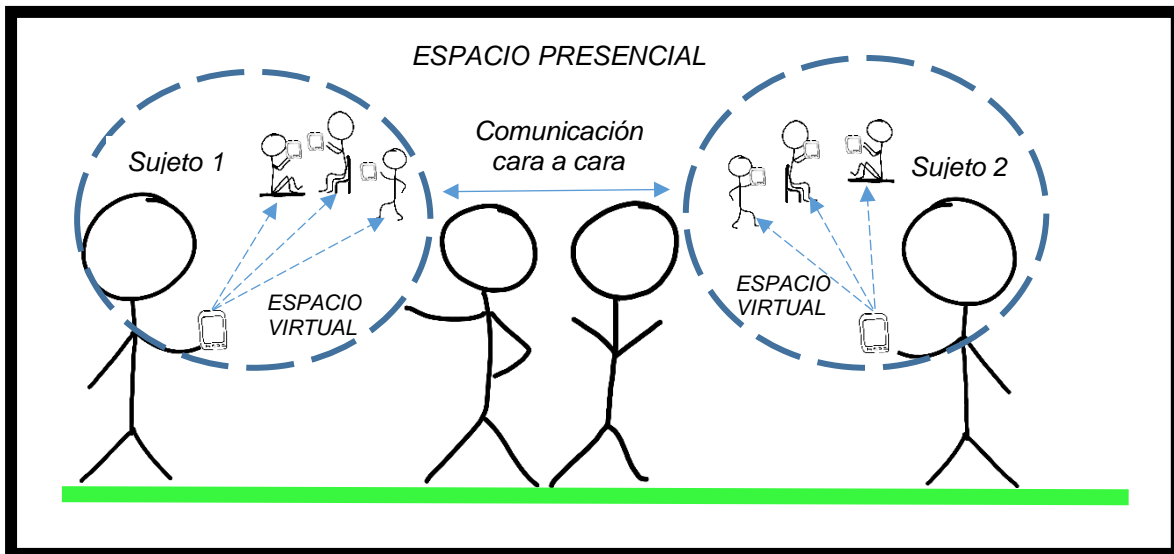 ESPACIO PRESENCIAL
Comunicación
cara a cara
Sujeto 1
Sujeto 2
ESPACIO
VIRTUAL
ESPACIO
VIRTUAL